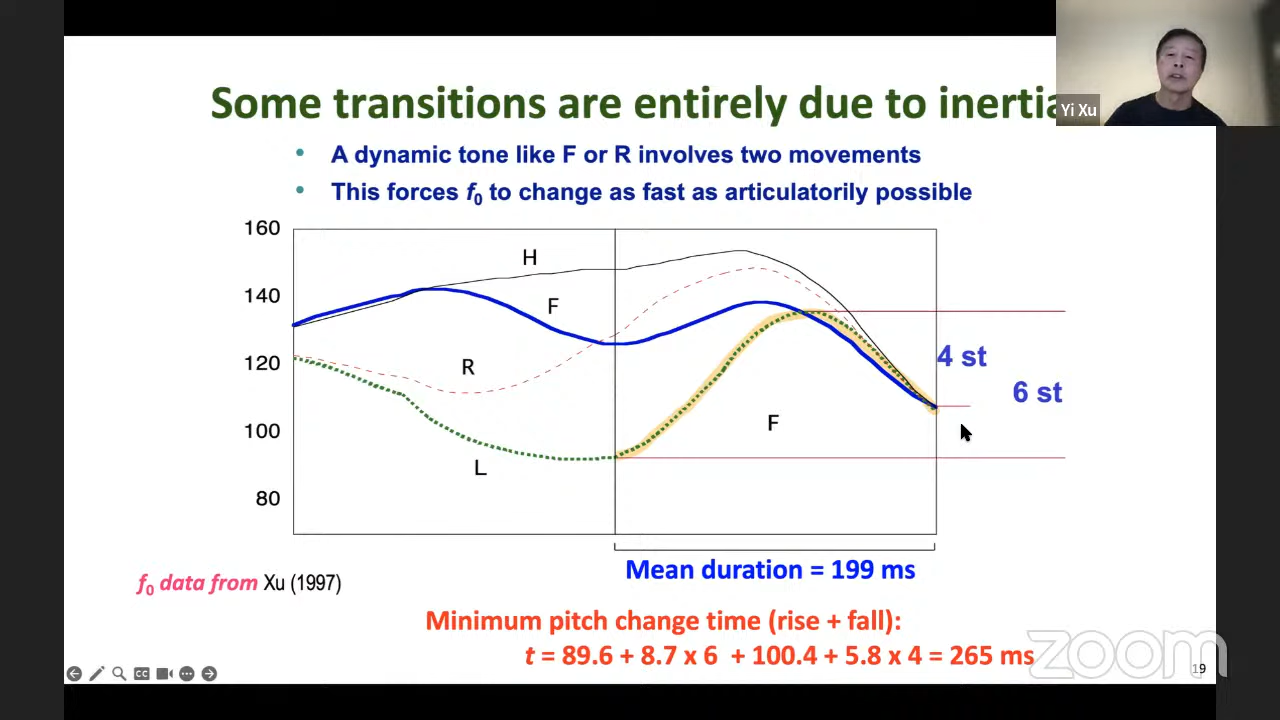 Some transitions are entirely due to inertia
Yi Xu
• A dynamic tone like F or R involves two movements
• This forces f0 to change as fast as articulatorily possible
160
140
120
100
80
H
F
R
L
F
4 st
6 st
Mean duration = 199 ms
f0 data from Xu (1997)
Minimum pitch change time (rise + fall):
t = 89.6 + 8.7 x 6 + 100.4 + 5.8 x 4 = 265 ms
zoom
19
CC